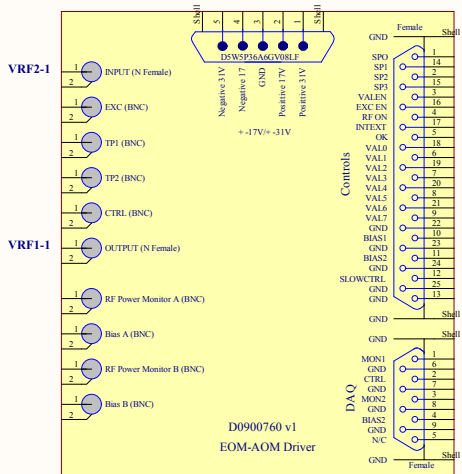 Shell
Shell
5
4
3
2
1
D5W5P36A6GV08LF
Negative 31V
Negative 17
GND
Positive 17V
Positive 31V
+ -17V/+ -31V
VRF2-1
1
2
INPUT (N Female)
1
2
EXC (BNC)
1
2
TP1 (BNC)
1
2
TP2 (BNC)
1
2
CTRL (BNC)
VRF1-1
1
2
OUTPUT (N Female)
1
2
RF Power Monitor A (BNC)
1
2
Bias A (BNC)
1
2
RF Power Monitor B (BNC)
1
2
Bias B (BNC)
Female
GND Shell
Controls
SPO 1
SP1 14
SP2 2
SP3 15
VALEN 3
EXC EN 16
RF ON 4
INTEXT 17
OK 5
VAL0 18
VAL1 6
VAL2 19
VAL3 7
VAL4 20
VAL5 8
VAL6 21
VAL7 9
GND 22
BIAS1 10
GND 23
BIAS2 11
GND 24
SLOWCTRL 12
GND 25
GND 13
GND Shell
GND Shell
DAQ
MON1 1
GND 6
CTRL 2
GND 7
MON2 3
GND 8
BIAS2 4
GND 9
N/C 5
GND Shell
Female
D0900760 v1
EOM-AOM Driver